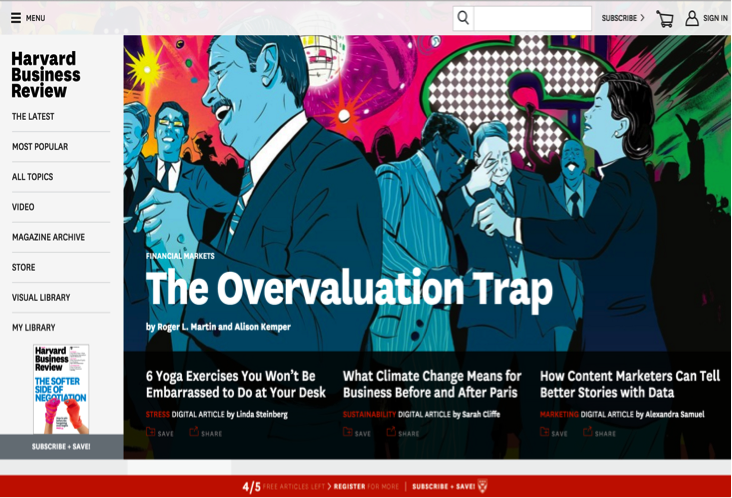 MENU
SUBSCRIBE
SIGN IN
Harvard
Business
Review
THE LATEST
MOST POPULAR
ALL TOPICS
VIDEO
MAGAZINE ARCHIVE
STORE
VISUAL LIBRARY
MY LIBRARY
Harvard
Business
Review
THE SOFTER
SIDE OF
NEGOTIATION
SUBSCRIBE + SAVE!
FINANCIAL MARKETS
The Overvaluation Trap
by Roger L. Martin and Alison Kemper
6 Yoga Exercises You Won't Be
Embarrassed to Do at Your Desk
STRESS DIGITAL ARTICLE by Linda Steinberg
SAVE SHARE
What Climate Change Means for
Business Before and After Paris
SUSTAINABILITY DIGITAL ARTICLE by Sarah Cliffe
SAVE SHARE
How Content Marketers Can Tell
Better Stories with Data
MARKETING DIGITAL ARTICLE by Alexandra Samuel
SAVE SHARE
4/5 FREE ARTICLES LEFT > REGISTER FOR MORE | SUBSCRIBE + SAVE!